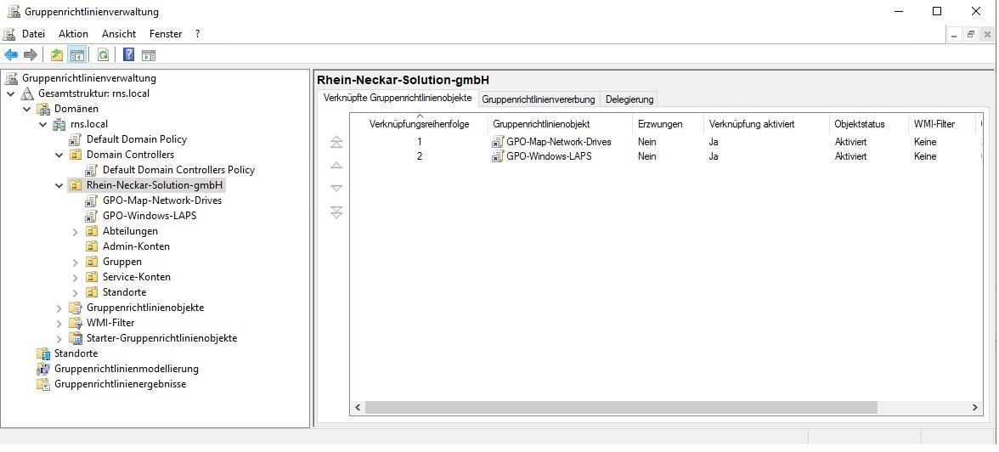 Gruppenrichtlinienverwaltung
Datei Aktion Ansicht Fenster ?
Gruppenrichtlinienverwaltung
Gesamtstruktur: rns.local
Domänen
rns.local
Default Domain Policy
Domain Controllers
Default Domain Controllers Policy
Rhein-Neckar-Solution-gmbH
GPO-Map-Network-Drives
GPO-Windows-LAPS
Abteilungen
Admin-Konten
Gruppen
Service-Konten
Standorte
Gruppenrichtlinienobjekte
WMI-Filter
Starter-Gruppenrichtlinienobjekte
Standorte
Gruppenrichtlinienmodellierung
Gruppenrichtlinienergebnisse
Rhein-Neckar-Solution-gmbH
Verknüpfte Gruppenrichtlinienobjekte Gruppenrichtlinienvererbung Delegierung
Verknüpfungsreihenfolge Gruppenrichtlinienobjekt Erzwungen Verknüpfung aktiviert Objektstatus WMI-Filter
1 GPO-Map-Network-Drives Nein Ja Aktiviert Keine
2 GPO-Windows-LAPS Nein Ja Aktiviert Keine